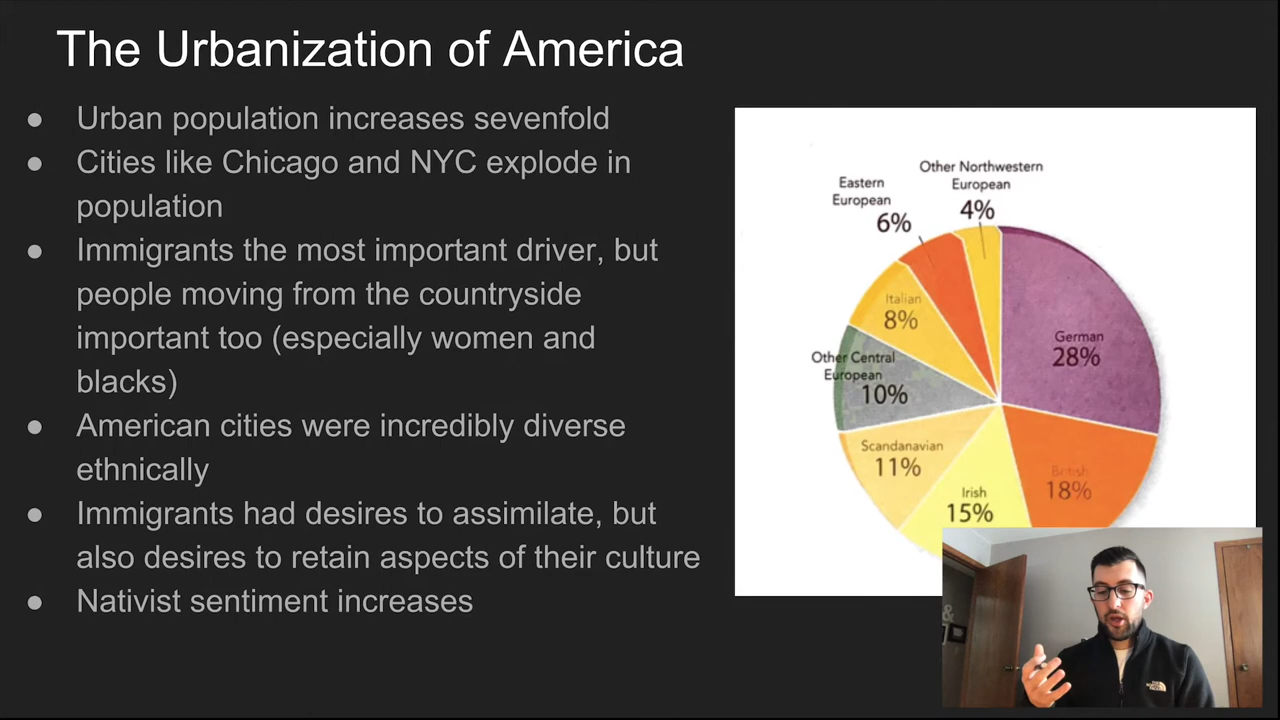 The Urbanization of America
● Urban population increases sevenfold
● Cities like Chicago and NYC explode in
population
● Immigrants the most important driver, but
people moving from the countryside
important too (especially women and
blacks)
● American cities were incredibly diverse
ethnically
● Immigrants had desires to assimilate, but
also desires to retain aspects of their culture
● Nativist sentiment increases
Other Northwestern
European
4%
Eastern
European
6%
Italian
8%
German
28%
Other Central
European
10%
Scandanavian
11%
British
18%
Irish
15%
&
THE
NORTH
FACE